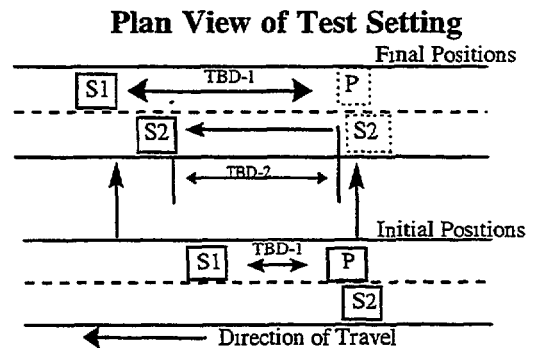 Plan View of Test Setting
Final Positions
S1 TBD-1 P
S2 S2
TBD-2
Initial Positions
S1 TBD-1 P
S2
Direction of Travel